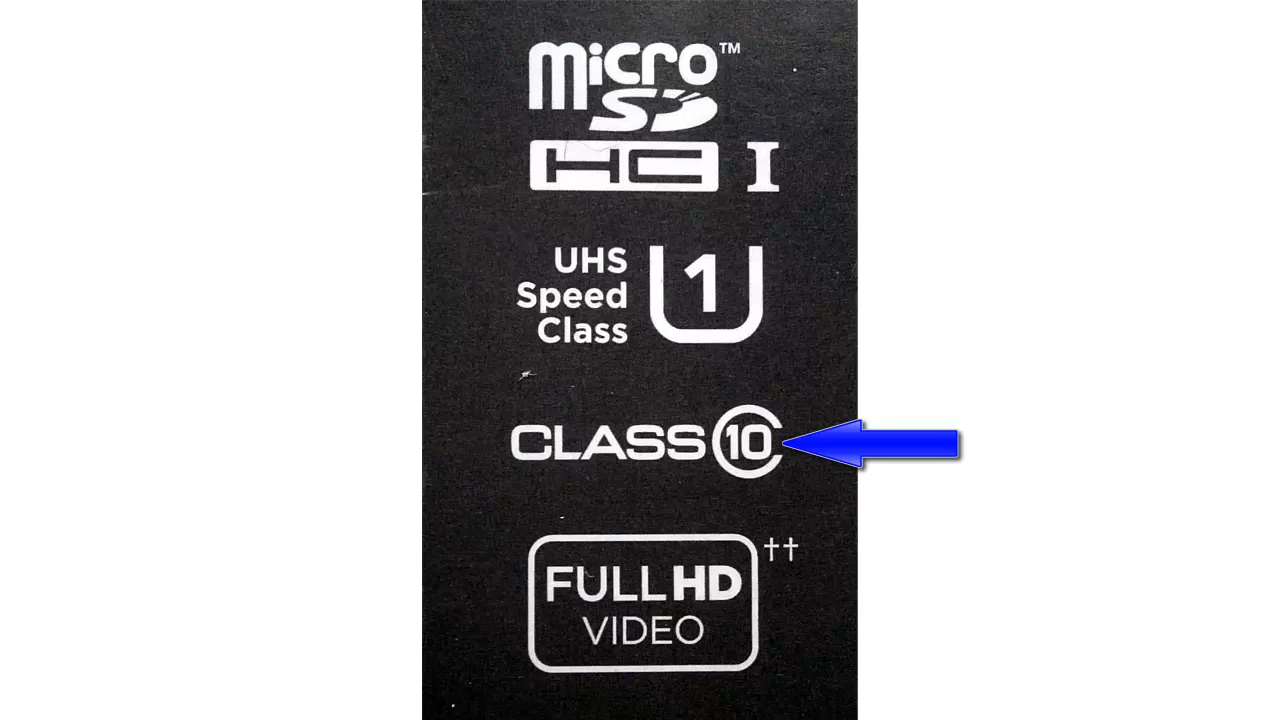 micro™
SD
HC I
UHS
Speed
Class
1
CLASS 10
FULL HD
VIDEO
††